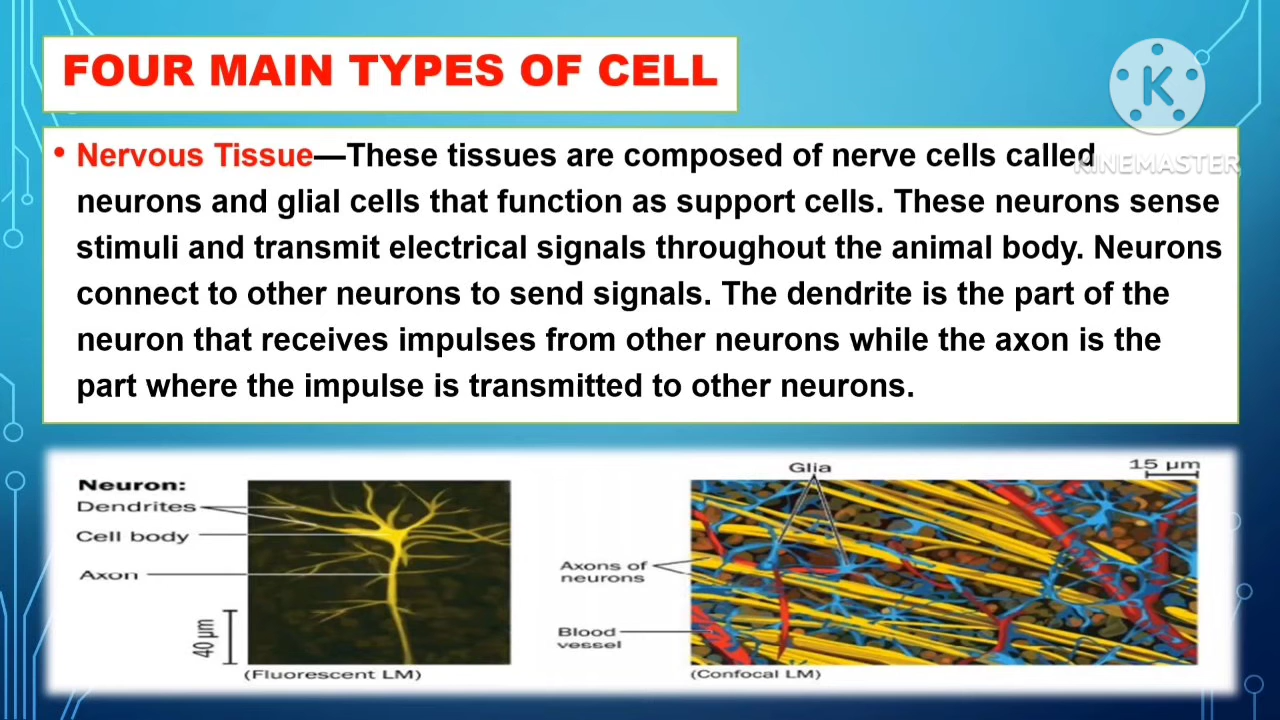 FOUR MAIN TYPES OF CELL
K
KINEMASTER
• Nervous Tissue—These tissues are composed of nerve cells called
neurons and glial cells that function as support cells. These neurons sense
stimuli and transmit electrical signals throughout the animal body. Neurons
connect to other neurons to send signals. The dendrite is the part of the
neuron that receives impulses from other neurons while the axon is the
part where the impulse is transmitted to other neurons.
Neuron:
Dendrites
Cell body
Axon
40 µm
(Fluorescent LM)
Glia
15 µm
Axons of
neurons
Blood
vessel
(Confocal LM)